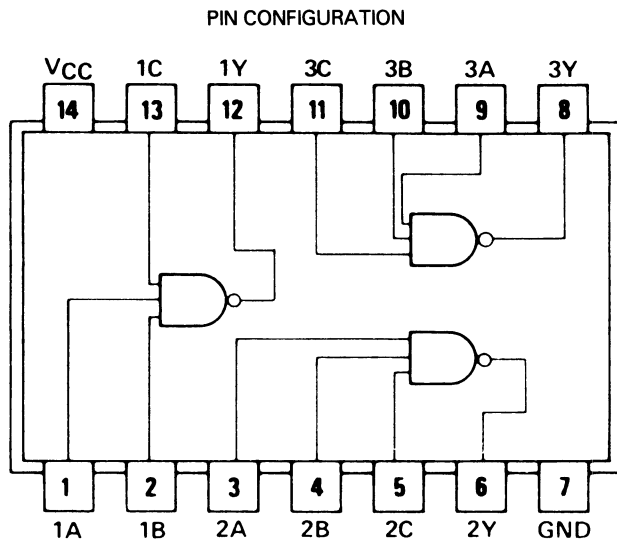 PIN CONFIGURATION
VCC 1C 1Y 3C 3B 3A 3Y
14 13 12 11 10 9 8
1 2 3 4 5 6 7
1A 1B 2A 2B 2C 2Y GND